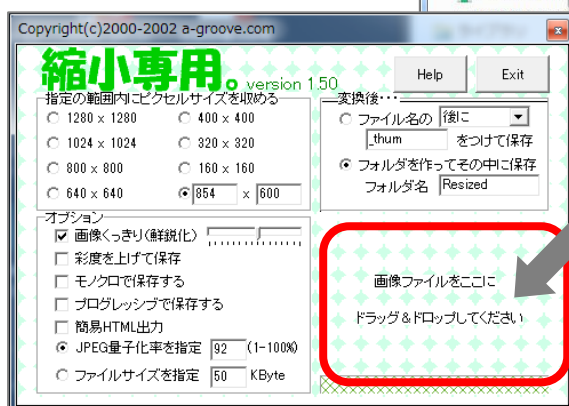 Copyright(c)2000-2002 a-groove.com
縮小専用。version 1.50
Help
Exit
指定の範囲内にピクセルサイズを収める
1280 x 1280
400 x 400
1024 x 1024
320 x 320
800 x 800
160 x 160
640 x 640
854 x 600
変換後・・・
ファイル名の 後に
_thum をつけて保存
フォルダを作ってその中に保存
フォルダ名 Resized
オプション
画像くっきり(鮮鋭化)
彩度を上げて保存
モノクロで保存する
プログレッシブで保存する
簡易HTML出力
JPEG量子化率を指定 92 (1-100%)
ファイルサイズを指定 50 KByte
画像ファイルをここに
ドラッグ&ドロップしてください